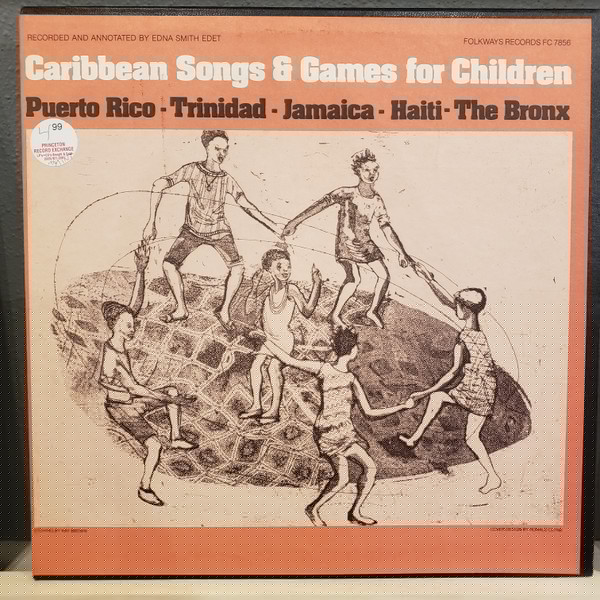 RECORDED AND ANNOTATED BY EDNA SMITH EDET
FOLKWAYS RECORDS FC 7856
Caribbean Songs & Games for Children
Puerto Rico - Trinidad - Jamaica - Haiti - The Bronx
4 99
PRINCETON
RECORD EXCHANGE
ETCHING BY KAY BROWN
COVER DESIGN BY RONALD CLYNE